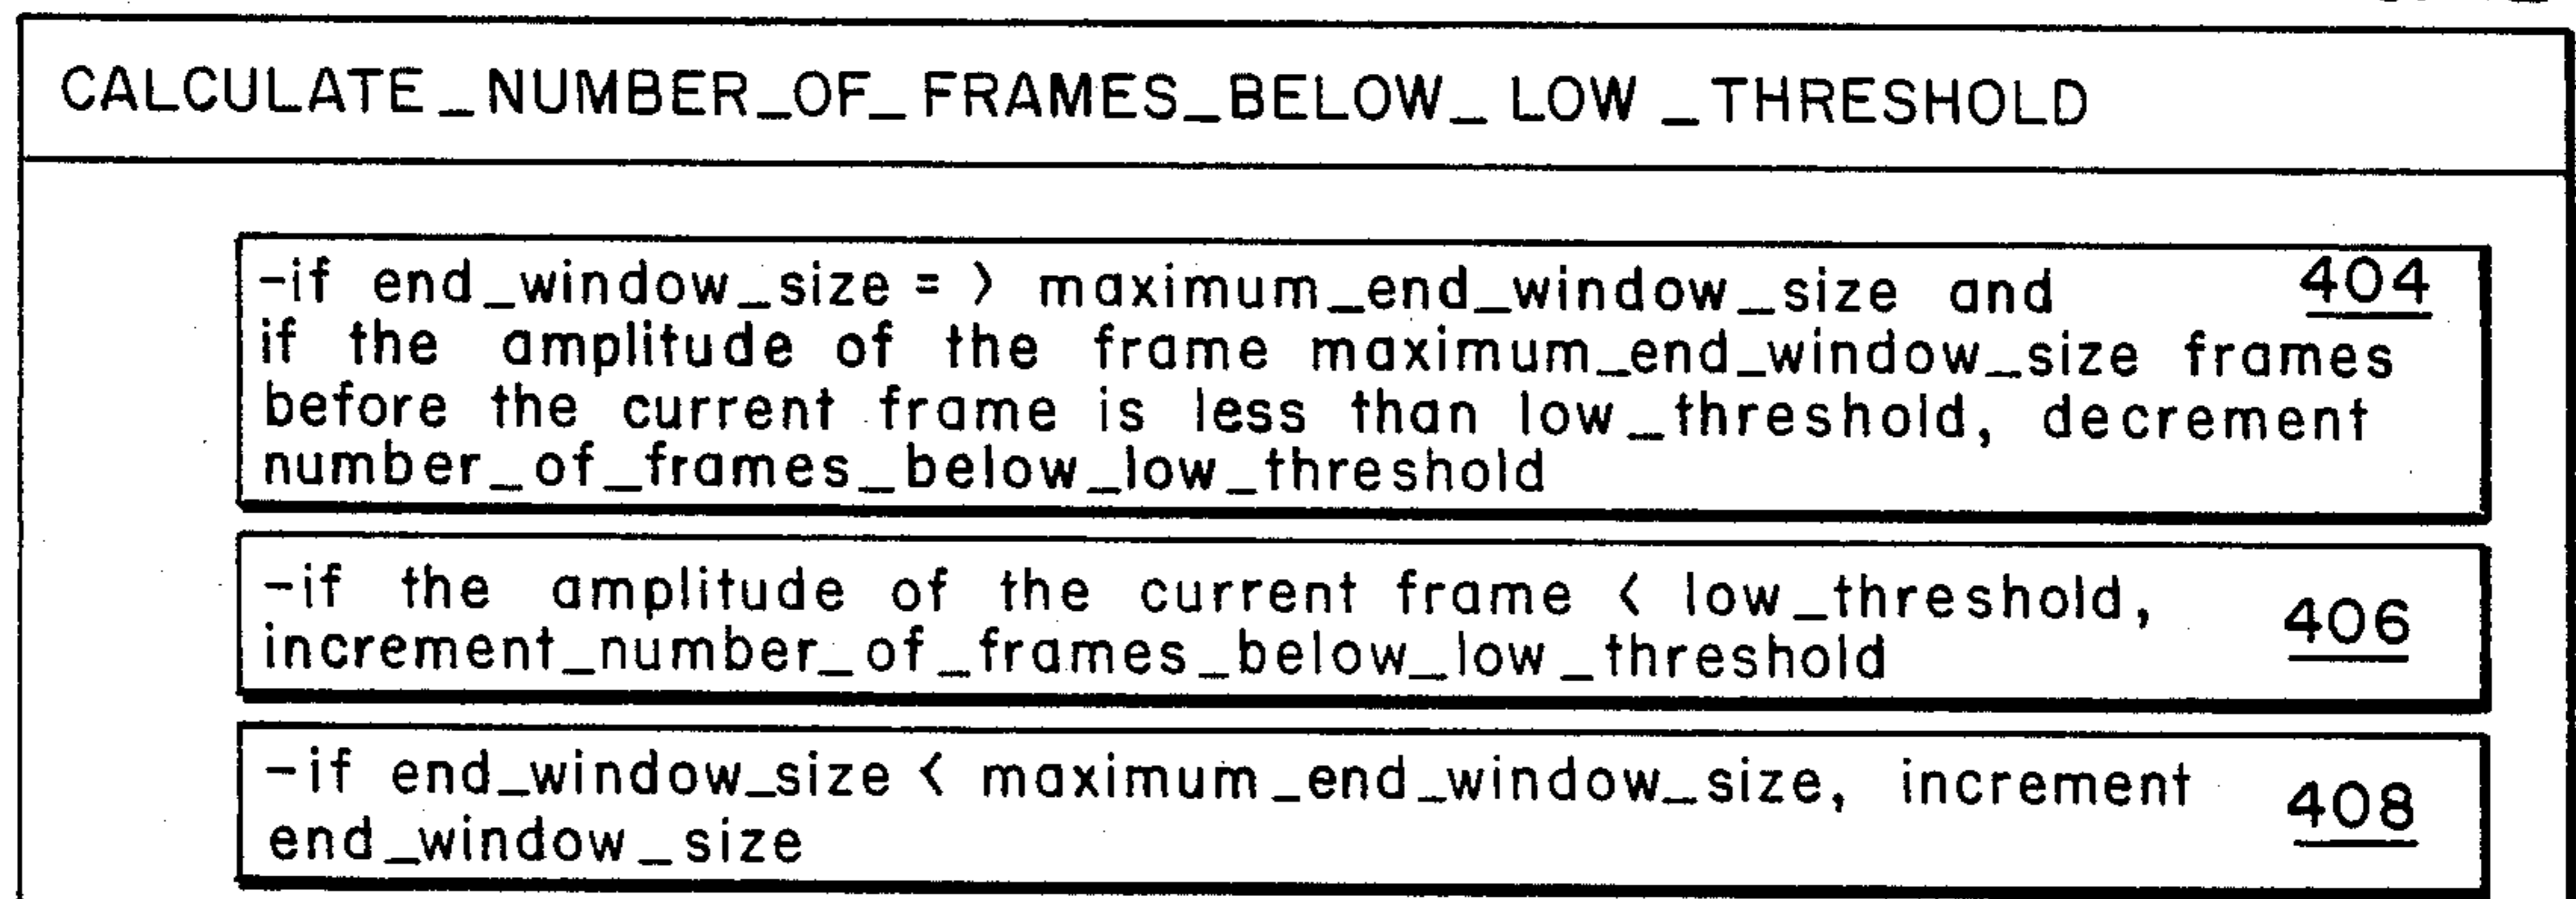 CALCULATE_NUMBER_OF_FRAMES_BELOW_LOW_THRESHOLD
-if end_window_size = > maximum_end_window_size and 404
if the amplitude of the frame maximum_end_window_size frames
before the current frame is less than low_threshold, decrement
number_of_frames_below_low_threshold
-if the amplitude of the current frame < low_threshold, 406
increment_number_of_frames_below_low_threshold
-if end_window_size < maximum_end_window_size, increment 408
end_window_size